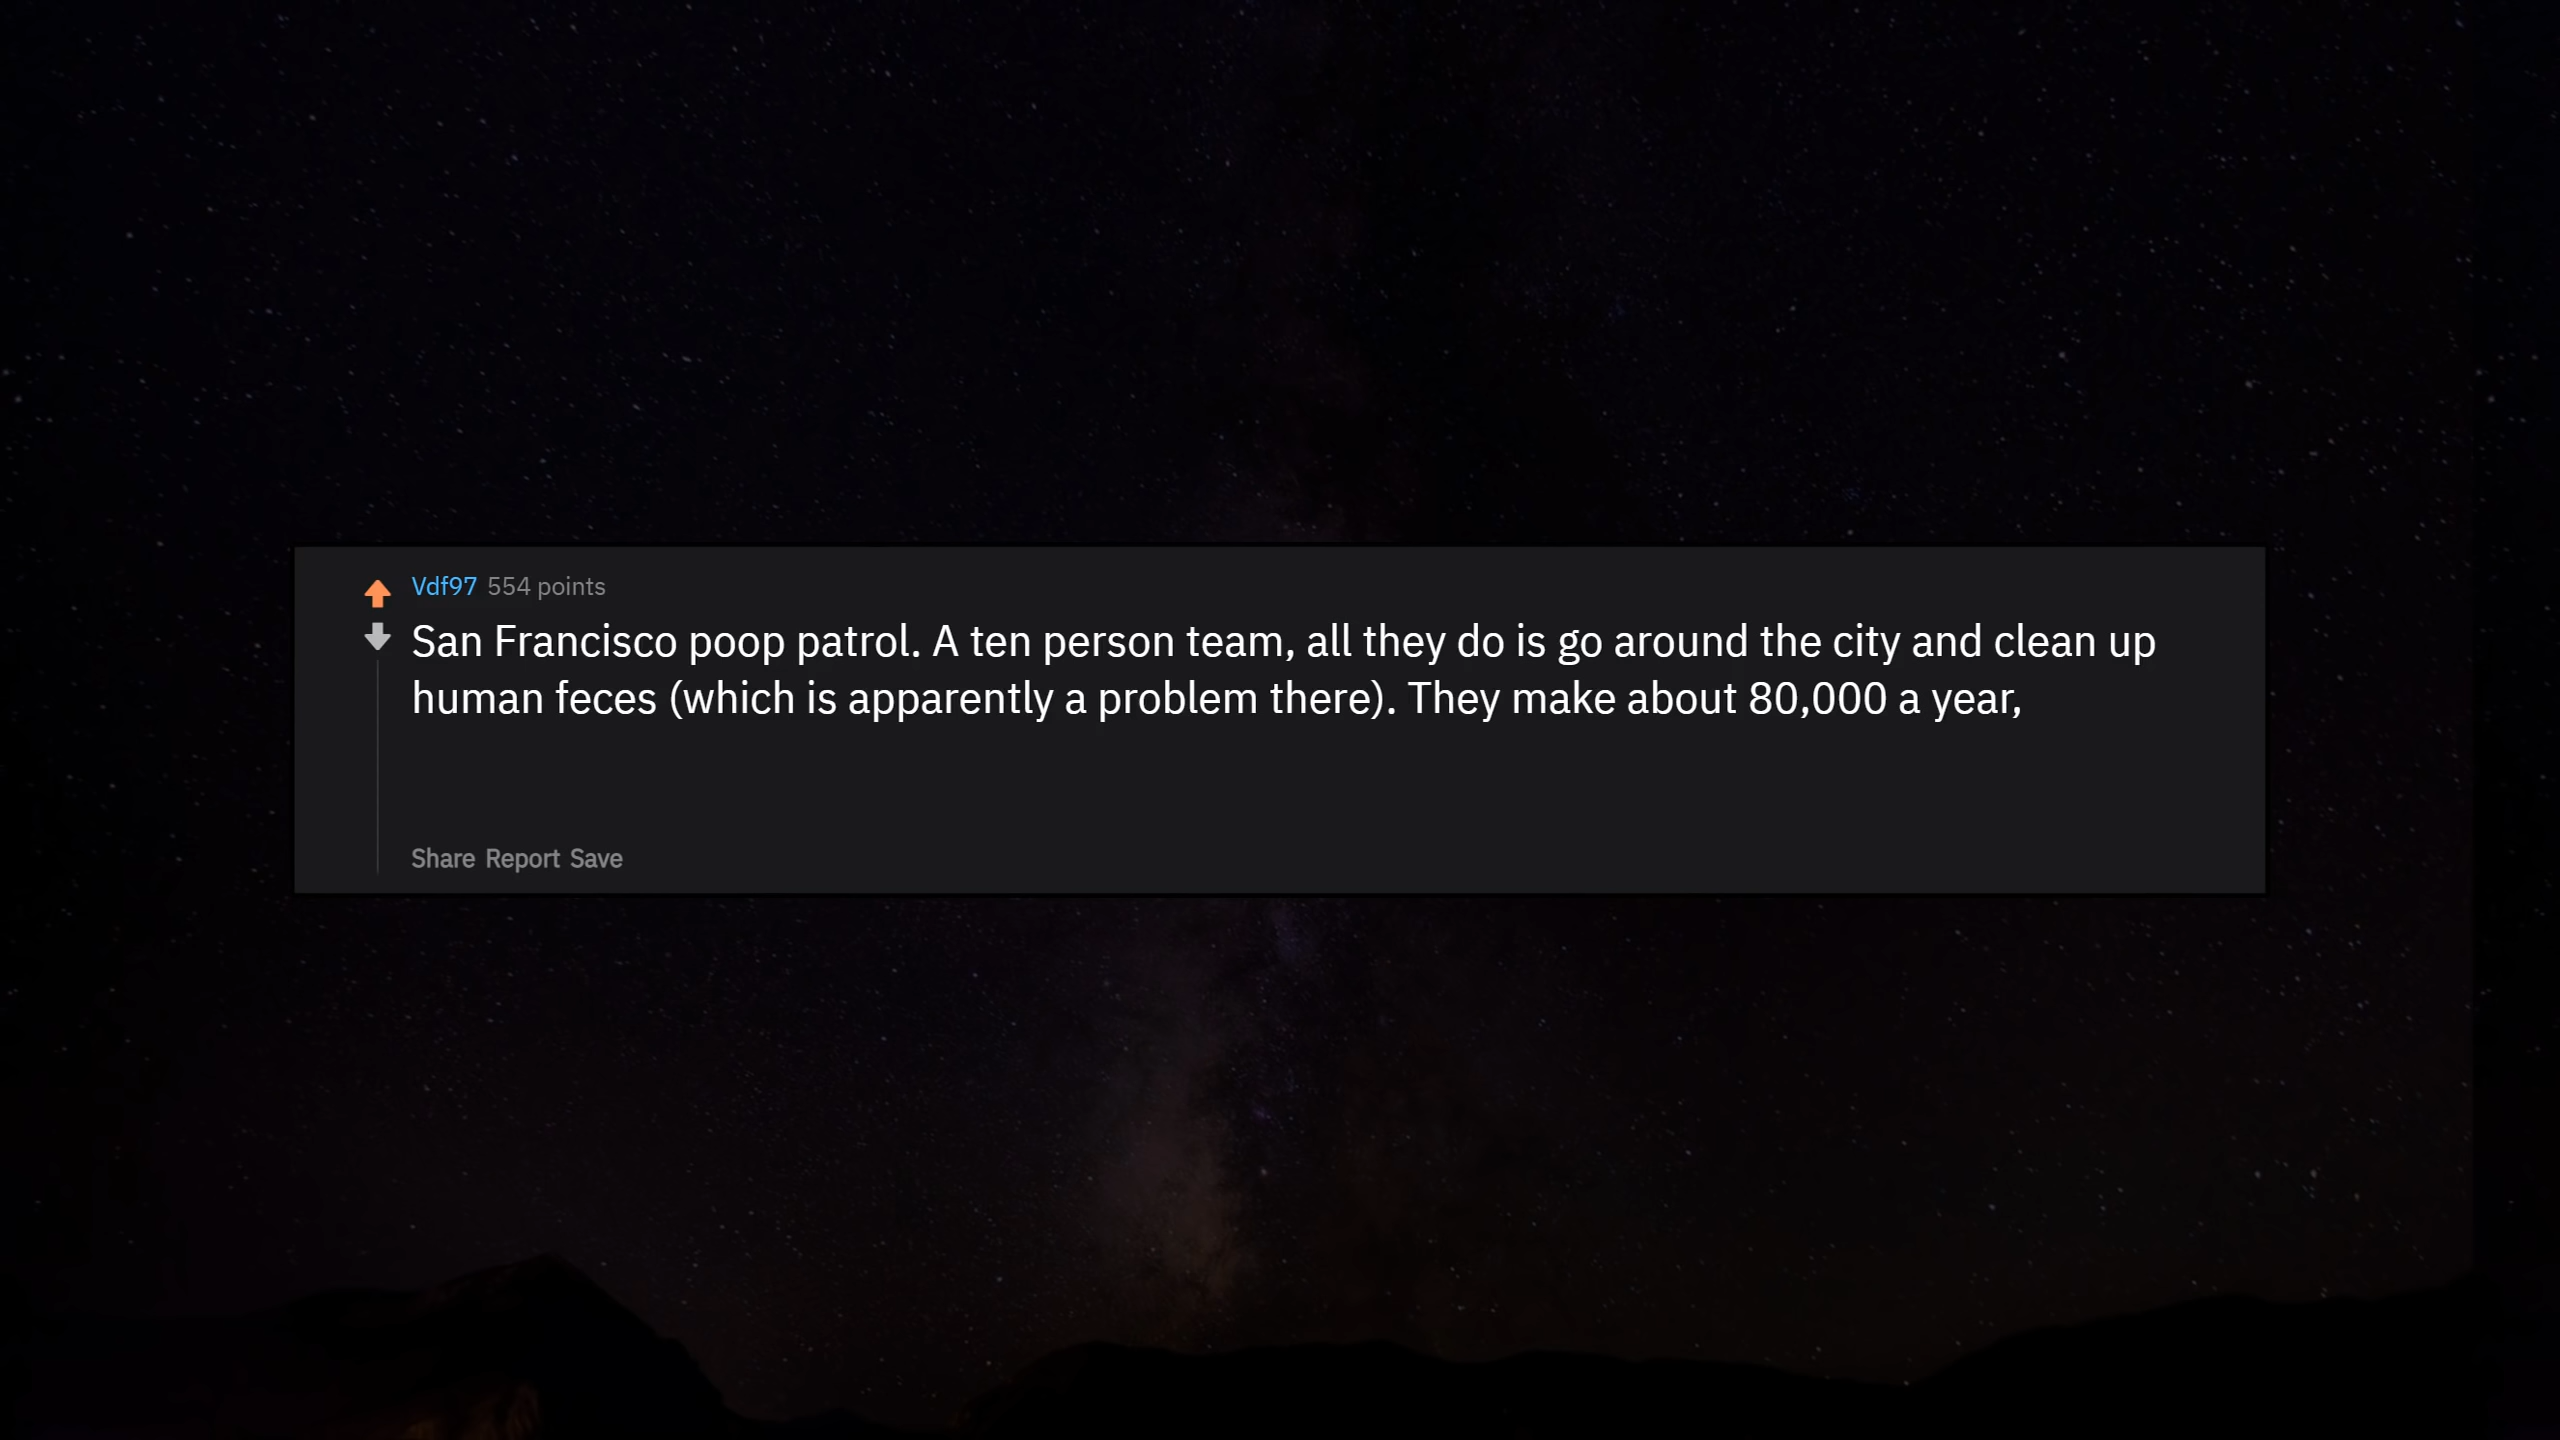 Vdf97 554 points
San Francisco poop patrol. A ten person team, all they do is go around the city and clean up
human feces (which is apparently a problem there). They make about 80,000 a year,
Share Report Save